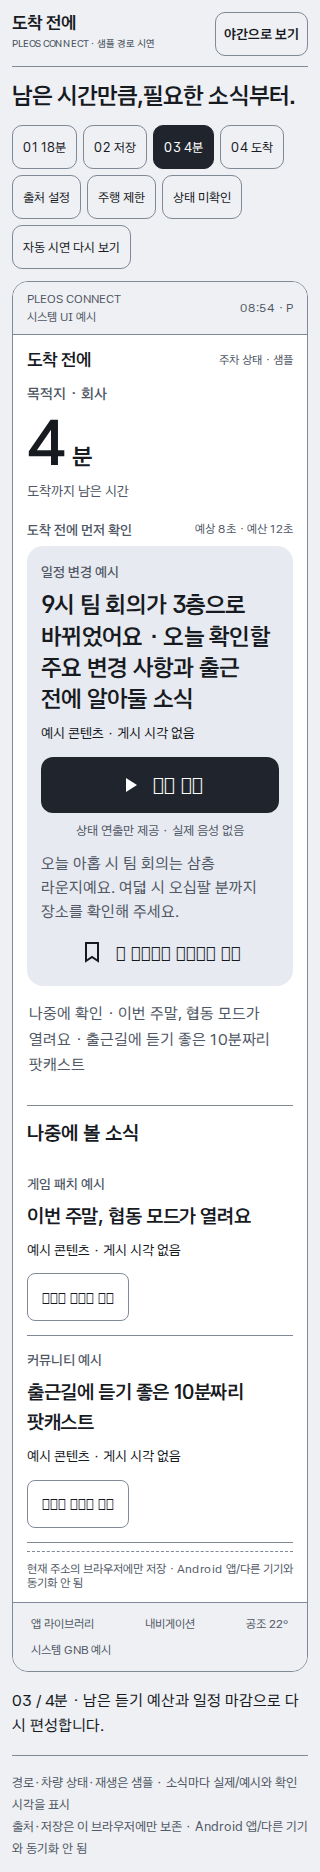 도착 전에
PLEOS CONNECT · 샘플 경로 시연
야간으로 보기
남은 시간만큼,필요한 소식부터.
01 18분
02 저장
03 4분
04 도착
출처 설정
주행 제한
상태 미확인
자동 시연 다시 보기
PLEOS CONNECT
시스템 UI 예시
08:54 · P
도착 전에
주차 상태 · 샘플
목적지 · 회사
4 분
도착까지 남은 시간
도착 전에 먼저 확인
예상 8초 · 예산 12초
일정 변경 예시
9시 팀 회의가 3층으로
바뀌었어요 · 오늘 확인할
주요 변경 사항과 출근
전에 알아둘 소식
예시 콘텐츠 · 게시 시각 없음
상태 연출만 제공 · 실제 음성 없음
오늘 아홉 시 팀 회의는 삼층
라운지예요. 여덟 시 오십팔 분까지
장소를 확인해 주세요.
나중에 확인 · 이번 주말, 협동 모드가
열려요 · 출근길에 듣기 좋은 10분짜리
팟캐스트
나중에 볼 소식
게임 패치 예시
이번 주말, 협동 모드가 열려요
예시 콘텐츠 · 게시 시각 없음
커뮤니티 예시
출근길에 듣기 좋은 10분짜리
팟캐스트
예시 콘텐츠 · 게시 시각 없음
현재 주소의 브라우저에만 저장 · Android 앱/다른 기기와
동기화 안 됨
앱 라이브러리
내비게이션
공조 22°
시스템 GNB 예시
03 / 4분 · 남은 듣기 예산과 일정 마감으로 다
시 편성합니다.
경로·차량 상태·재생은 샘플 · 소식마다 실제/예시와 확인
시각을 표시
출처·저장은 이 브라우저에만 보존 · Android 앱/다른 기기
와 동기화 안 됨